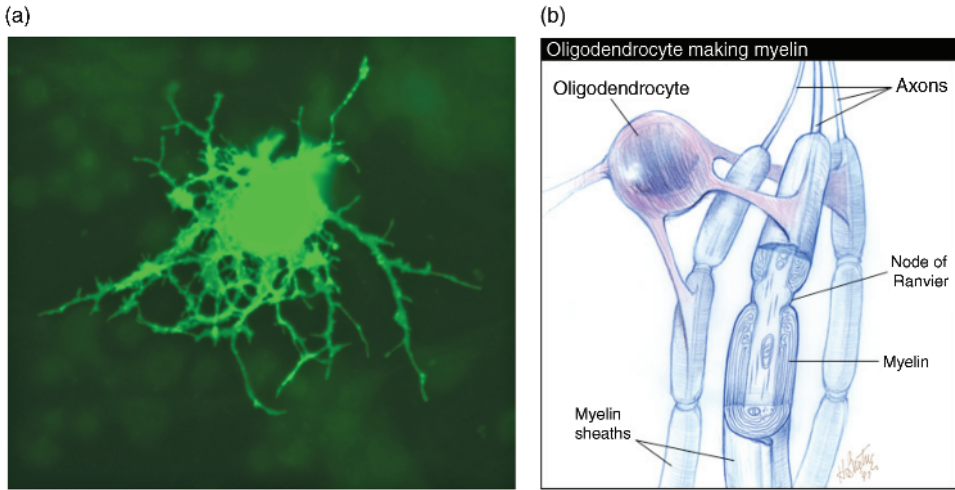 (a)
(b)
Oligodendrocyte making myelin
Oligodendrocyte
Axons
Node of
Ranvier
Myelin
Myelin
sheaths